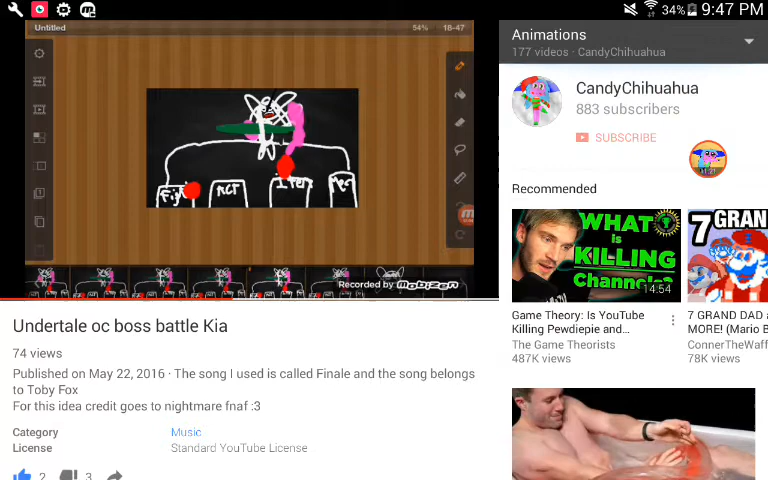 34% 9:47 PM
Untitled
54%
18-47
Fight
ACT
Item
Recorded by mobizen
Undertale oc boss battle Kia
74 views
Published on May 22, 2016 · The song I used is called Finale and the song belongs
to Toby Fox
For this idea credit goes to nightmare fnaf :3
Category
Music
License
Standard YouTube License
2
3
Animations
177 videos · CandyChihuahua
CandyChihuahua
883 subscribers
SUBSCRIBE
11:21
Recommended
WHAT
is
KILLING
14:54
Game Theory: Is YouTube
Killing Pewdiepie and...
The Game Theorists
487K views
7 GRAN
7 GRAND DAD
MORE! (Mario B
ConnerTheWaff
78K views